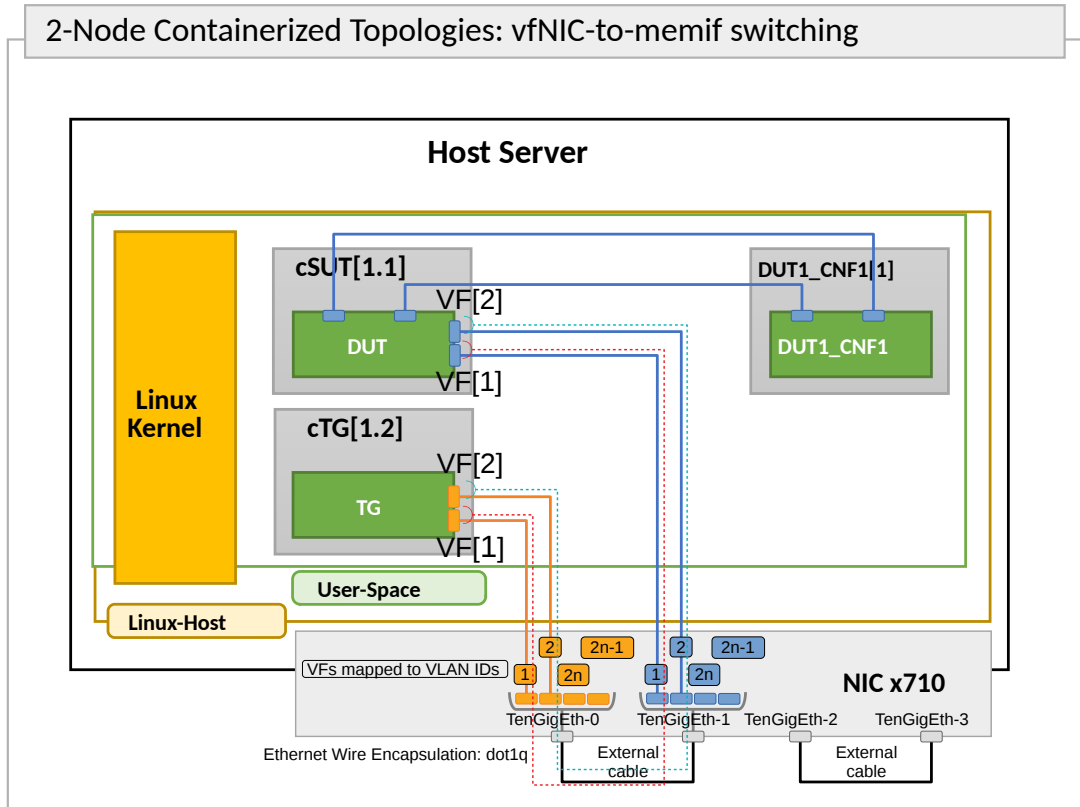 2-Node Containerized Topologies: vfNIC-to-memif switching
Host Server
cSUT[1.1]
DUT1_CNF1[1]
VF[2]
DUT
DUT1_CNF1
VF[1]
Linux
Kernel
cTG[1.2]
VF[2]
TG
VF[1]
User-Space
Linux-Host
2
2n-1
2
2n-1
VFs mapped to VLAN IDs
1
2n
1
2n
NIC x710
TenGigEth-0
TenGigEth-1
TenGigEth-2
TenGigEth-3
Ethernet Wire Encapsulation: dot1q
External
cable
External
cable